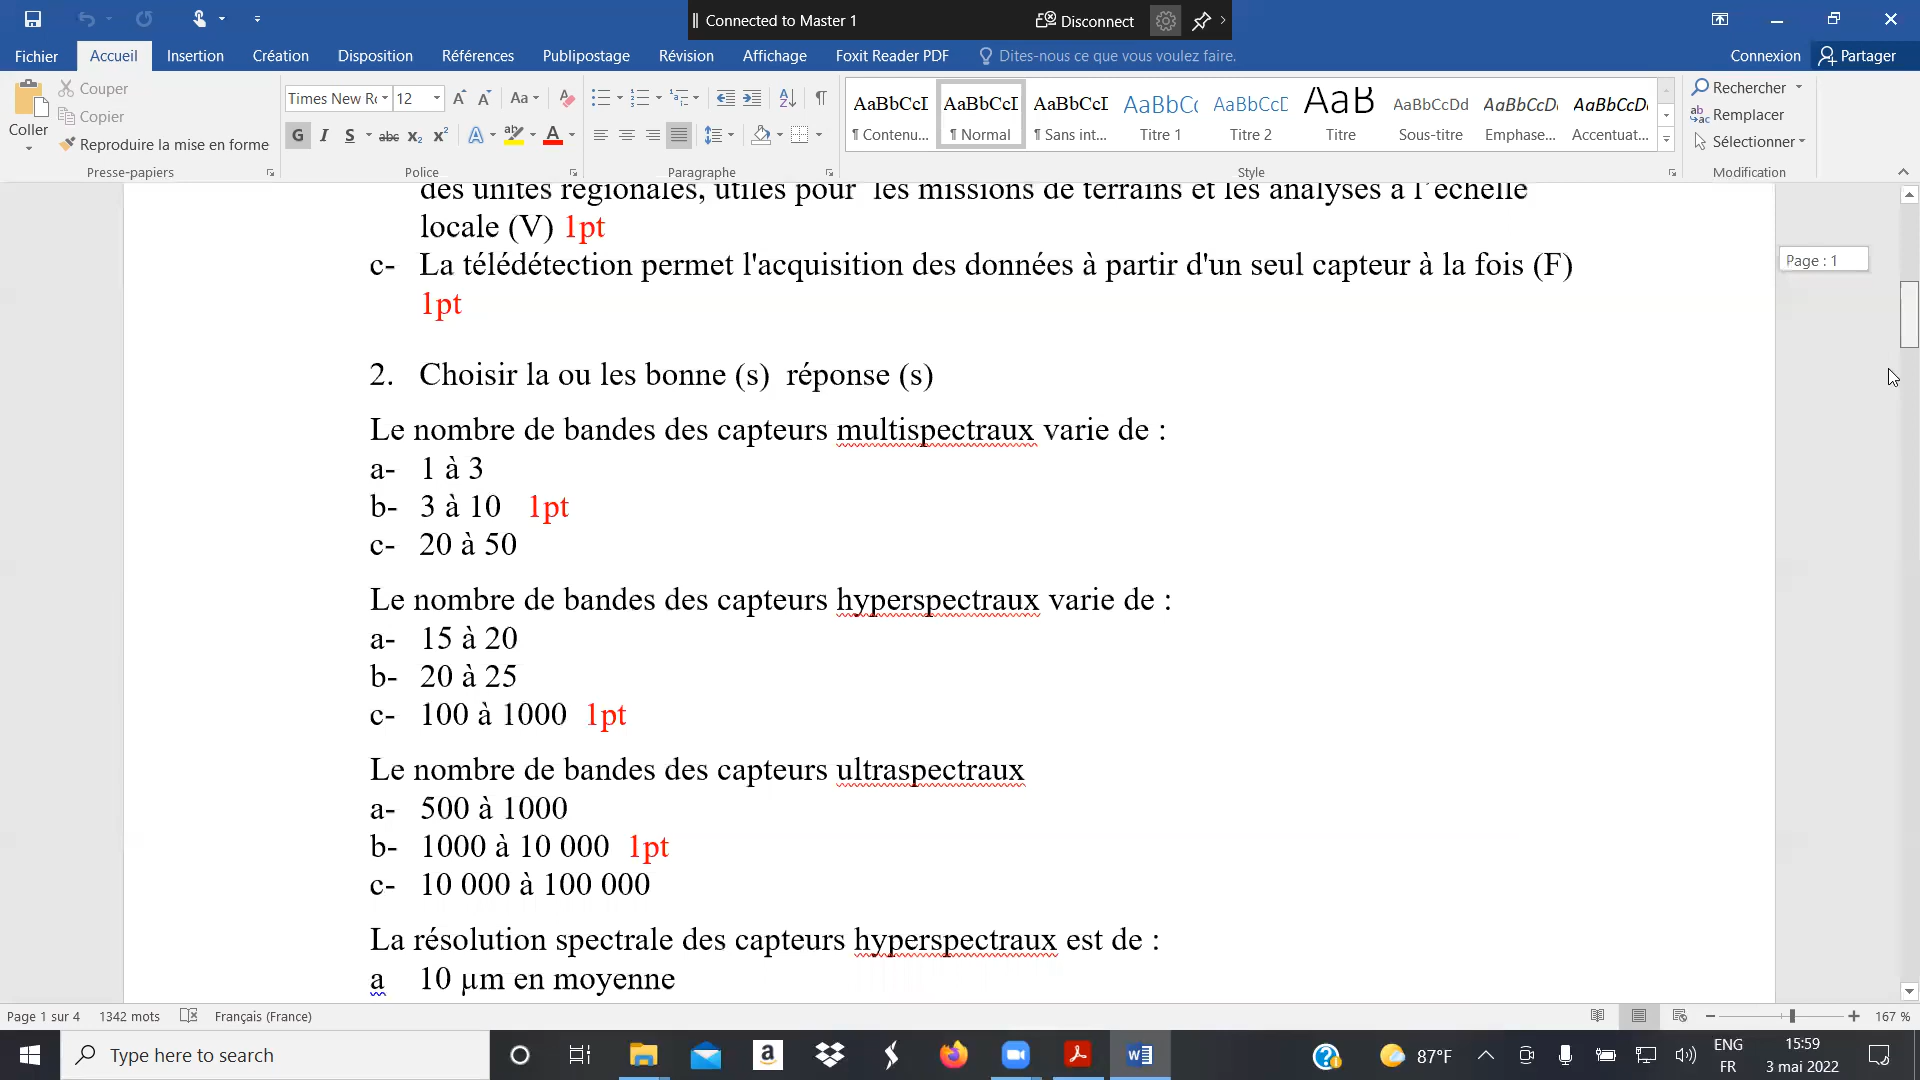 Connected to Master 1
Disconnect
Fichier
Accueil
Insertion
Création
Disposition
Références
Publipostage
Révision
Affichage
Foxit Reader PDF
Dites-nous ce que vous voulez faire.
Connexion
Partager
Coller
Couper
Copier
Reproduire la mise en forme
Presse-papiers
Times New Rc
12
Aa
G I S abc x₂ x²
Police
Paragraphe
AaBbCcI
¶ Contenu...
AaBbCcI
¶ Normal
AaBbCcI
¶ Sans int...
AaBbCc
Titre 1
AaBbCcD
Titre 2
AaB
Titre
AaBbCcDd
Sous-titre
AaBbCcD
Emphase...
AaBbCcD
Accentuat...
Style
Rechercher
Remplacer
Sélectionner
Modification
des unités régionales, utiles pour les missions de terrains et les analyses à l'échelle
locale (V) 1pt
c- La télédétection permet l'acquisition des données à partir d'un seul capteur à la fois (F)
1pt
Page : 1
2. Choisir la ou les bonne (s) réponse (s)
Le nombre de bandes des capteurs multispectraux varie de :
a- 1 à 3
b- 3 à 10 1pt
c- 20 à 50
Le nombre de bandes des capteurs hyperspectraux varie de :
a- 15 à 20
b- 20 à 25
c- 100 à 1000 1pt
Le nombre de bandes des capteurs ultraspectraux
a- 500 à 1000
b- 1000 à 10 000 1pt
c- 10 000 à 100 000
La résolution spectrale des capteurs hyperspectraux est de :
a 10 µm en moyenne
Page 1 sur 4
1342 mots
Français (France)
167 %
Type here to search
87°F
ENG
FR
15:59
3 mai 2022